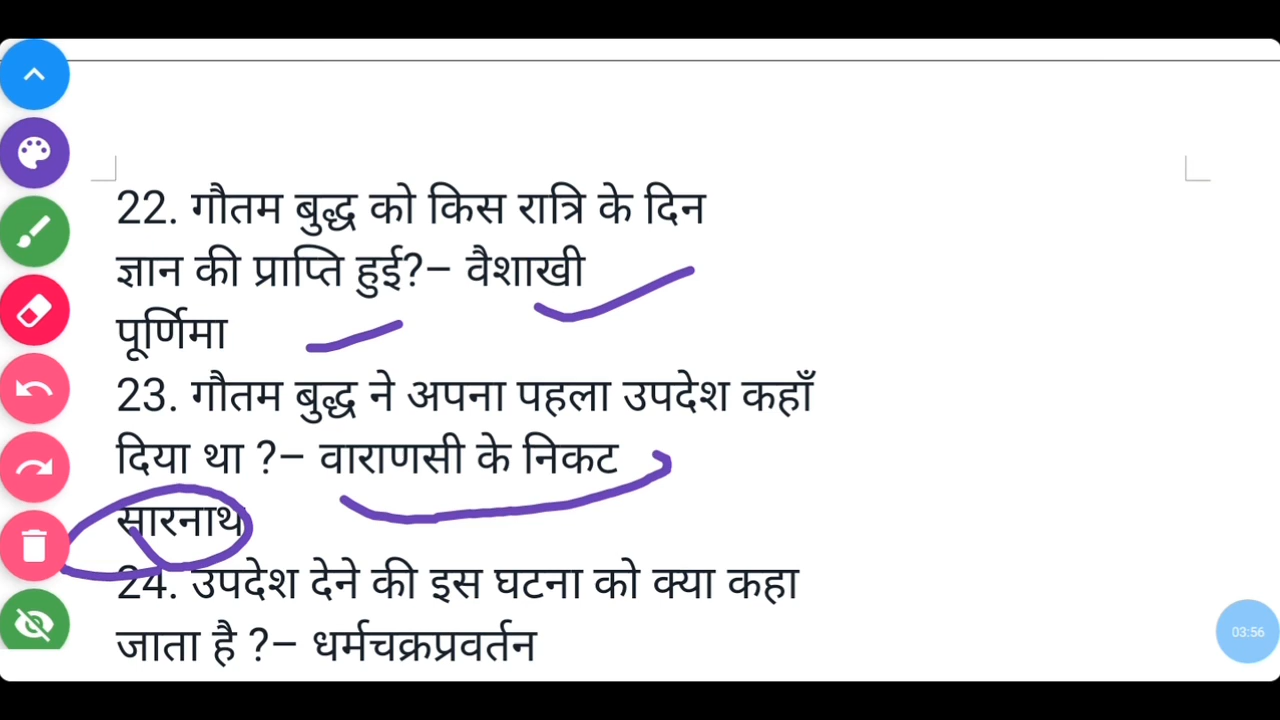 22. गौतम बुद्ध को किस रात्रि के दिन
ज्ञान की प्राप्ति हुई?– वैशाखी
पूर्णिमा
23. गौतम बुद्ध ने अपना पहला उपदेश कहाँ
दिया था ?– वाराणसी के निकट
सारनाथ
24. उपदेश देने की इस घटना को क्या कहा
03:56
जाता है ?– धर्मचक्रप्रवर्तन